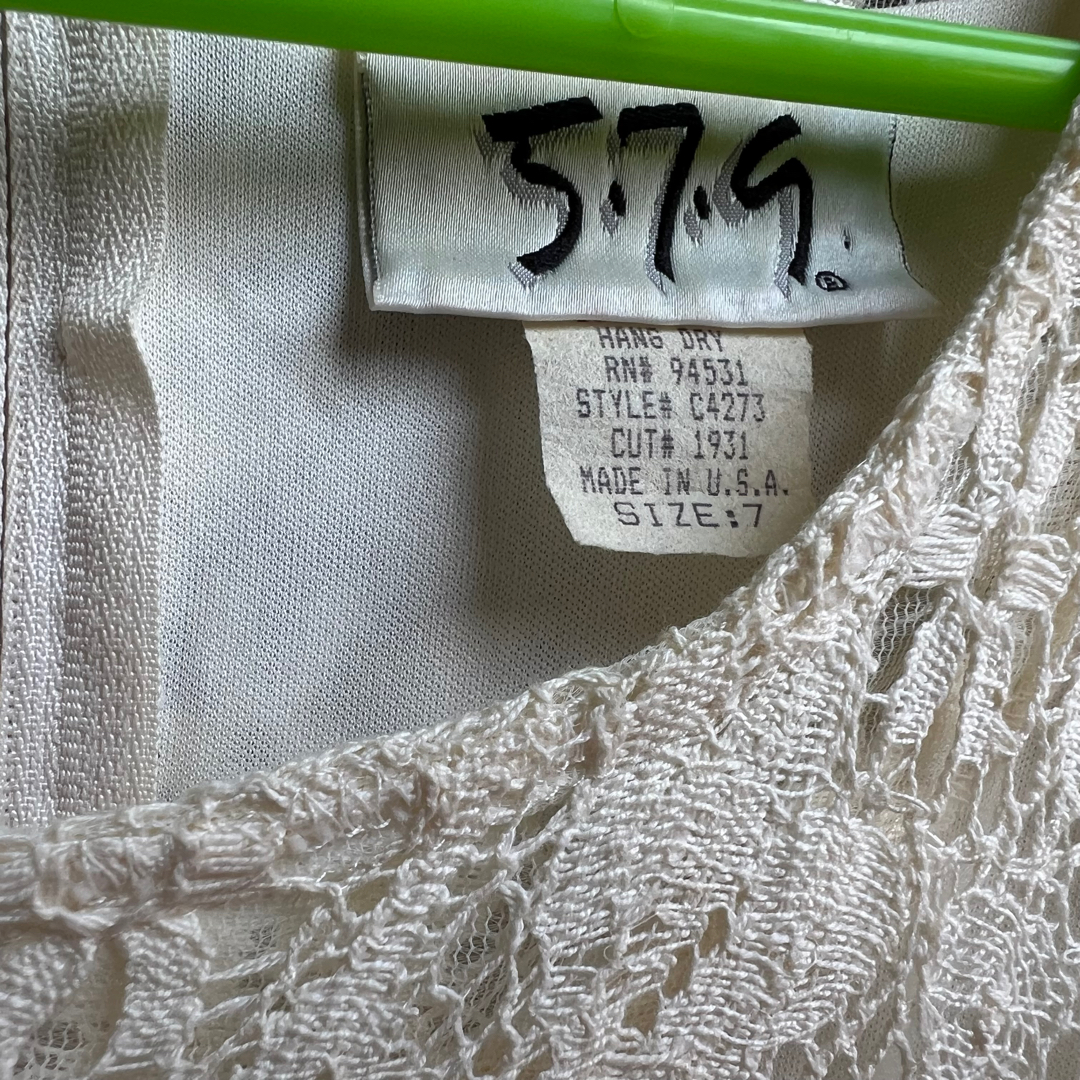 5.7.9.®
HANG DRY
RN# 94531
STYLE# C4273
CUT# 1931
MADE IN U.S.A.
SIZE:7